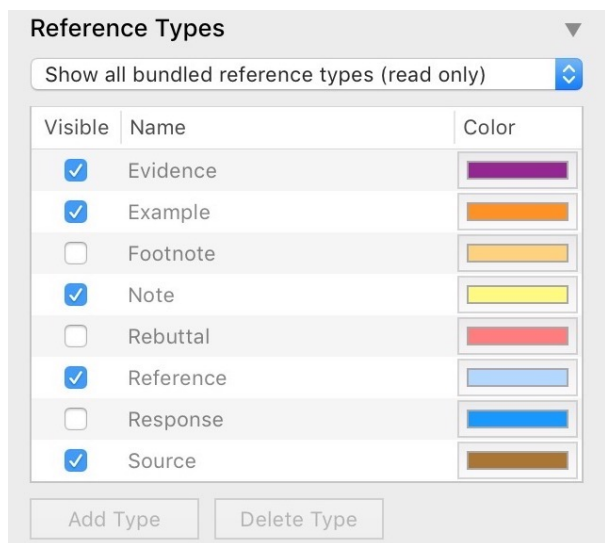 Reference Types
Show all bundled reference types (read only)
Visible Name Color
Evidence
Example
Footnote
Note
Rebuttal
Reference
Response
Source
Add Type Delete Type